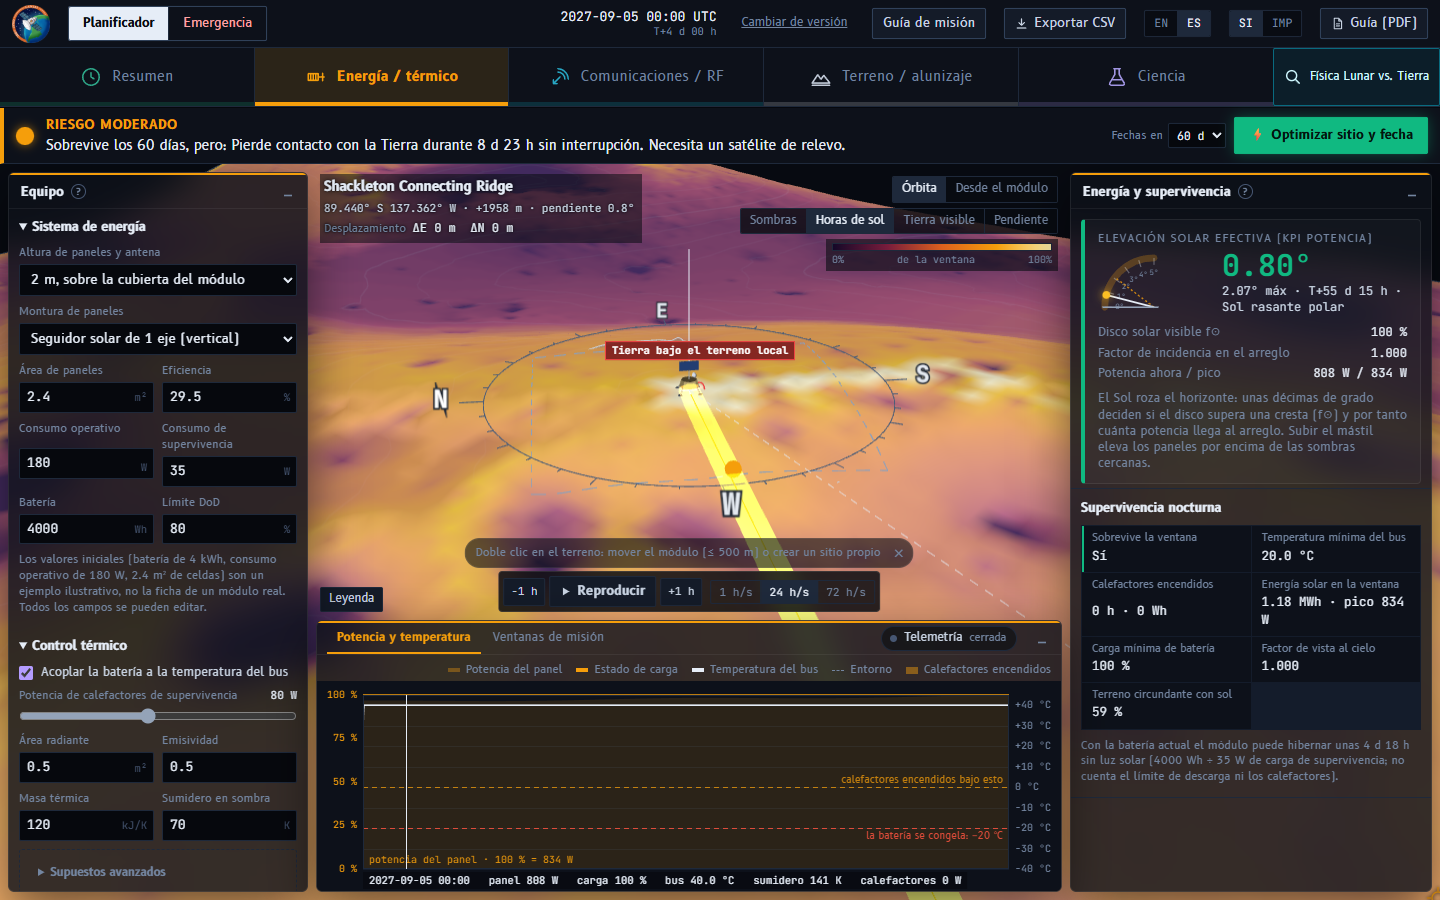 Planificador
Emergencia
2027-09-05 00:00 UTC
T+4 d 00 h
Cambiar de versión
Guía de misión
Exportar CSV
EN ES
SI IMP
Guía (PDF)
Resumen
Energía / térmico
Comunicaciones / RF
Terreno / alunizaje
Ciencia
Física Lunar vs. Tierra
RIESGO MODERADO
Sobrevive los 60 días, pero: Pierde contacto con la Tierra durante 8 d 23 h sin interrupción. Necesita un satélite de relevo.
Fechas en 60 d
Optimizar sitio y fecha
Equipo ?
Sistema de energía
Altura de paneles y antena
2 m, sobre la cubierta del módulo
Montura de paneles
Seguidor solar de 1 eje (vertical)
Área de paneles Eficiencia
2.4 m² 29.5 %
Consumo operativo Consumo de supervivencia
180 W 35 W
Batería Límite DoD
4000 Wh 80 %
Los valores iniciales (batería de 4 kWh, consumo
operativo de 180 W, 2.4 m² de celdas) son un
ejemplo ilustrativo, no la ficha de un módulo real.
Todos los campos se pueden editar.
Control térmico
Acoplar la batería a la temperatura del bus
Potencia de calefactores de supervivencia 80 W
Área radiante Emisividad
0.5 m² 0.5
Masa térmica Sumidero en sombra
120 kJ/K 70 K
Supuestos avanzados
Shackleton Connecting Ridge
89.440° S 137.362° W · +1958 m · pendiente 0.8°
Desplazamiento ΔE 0 m ΔN 0 m
Órbita Desde el módulo
Sombras Horas de sol Tierra visible Pendiente
0% de la ventana 100%
E
Tierra bajo el terreno local
N
S
W
Doble clic en el terreno: mover el módulo (≤ 500 m) o crear un sitio propio
Leyenda
-1 h Reproducir +1 h 1 h/s 24 h/s 72 h/s
Potencia y temperatura Ventanas de misión
Telemetría cerrada
Potencia del panel Estado de carga Temperatura del bus Entorno Calefactores encendidos
100 %
75 %
50 %
25 %
0 %
+40 °C
+30 °C
+20 °C
+10 °C
0 °C
-10 °C
-20 °C
-30 °C
-40 °C
calefactores encendidos bajo esto
la batería se congela: −20 °C
potencia del panel · 100 % = 834 W
2027-09-05 00:00 panel 808 W carga 100 % bus 40.0 °C sumidero 141 K calefactores 0 W
Energía y supervivencia ?
ELEVACIÓN SOLAR EFECTIVA (KPI POTENCIA)
0.80°
2.07° máx · T+55 d 15 h ·
Sol rasante polar
Disco solar visible f⊙ 100 %
Factor de incidencia en el arreglo 1.000
Potencia ahora / pico 808 W / 834 W
El Sol roza el horizonte: unas décimas de grado
deciden si el disco supera una cresta (f⊙) y por tanto
cuánta potencia llega al arreglo. Subir el mástil
eleva los paneles por encima de las sombras
cercanas.
Supervivencia nocturna
Sobrevive la ventana
Sí
Temperatura mínima del bus
20.0 °C
Calefactores encendidos
0 h · 0 Wh
Energía solar en la ventana
1.18 MWh · pico 834
W
Carga mínima de batería
100 %
Factor de vista al cielo
1.000
Terreno circundante con sol
59 %
Con la batería actual el módulo puede hibernar unas 4 d 18 h
sin luz solar (4000 Wh ÷ 35 W de carga de supervivencia; no
cuenta el límite de descarga ni los calefactores).